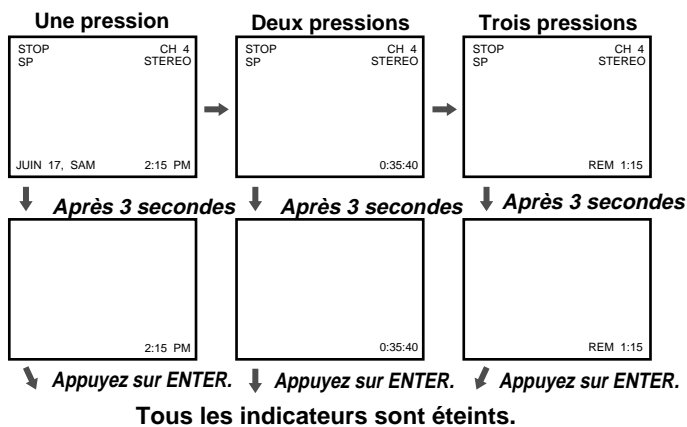 Une pression Deux pressions Trois pressions
STOP CH 4 STOP CH 4 STOP CH 4
SP STEREO SP STEREO SP STEREO
JUIN 17, SAM 2:15 PM 0:35:40 REM 1:15
Après 3 secondes Après 3 secondes Après 3 secondes
2:15 PM 0:35:40 REM 1:15
Appuyez sur ENTER. Appuyez sur ENTER. Appuyez sur ENTER.
Tous les indicateurs sont éteints.